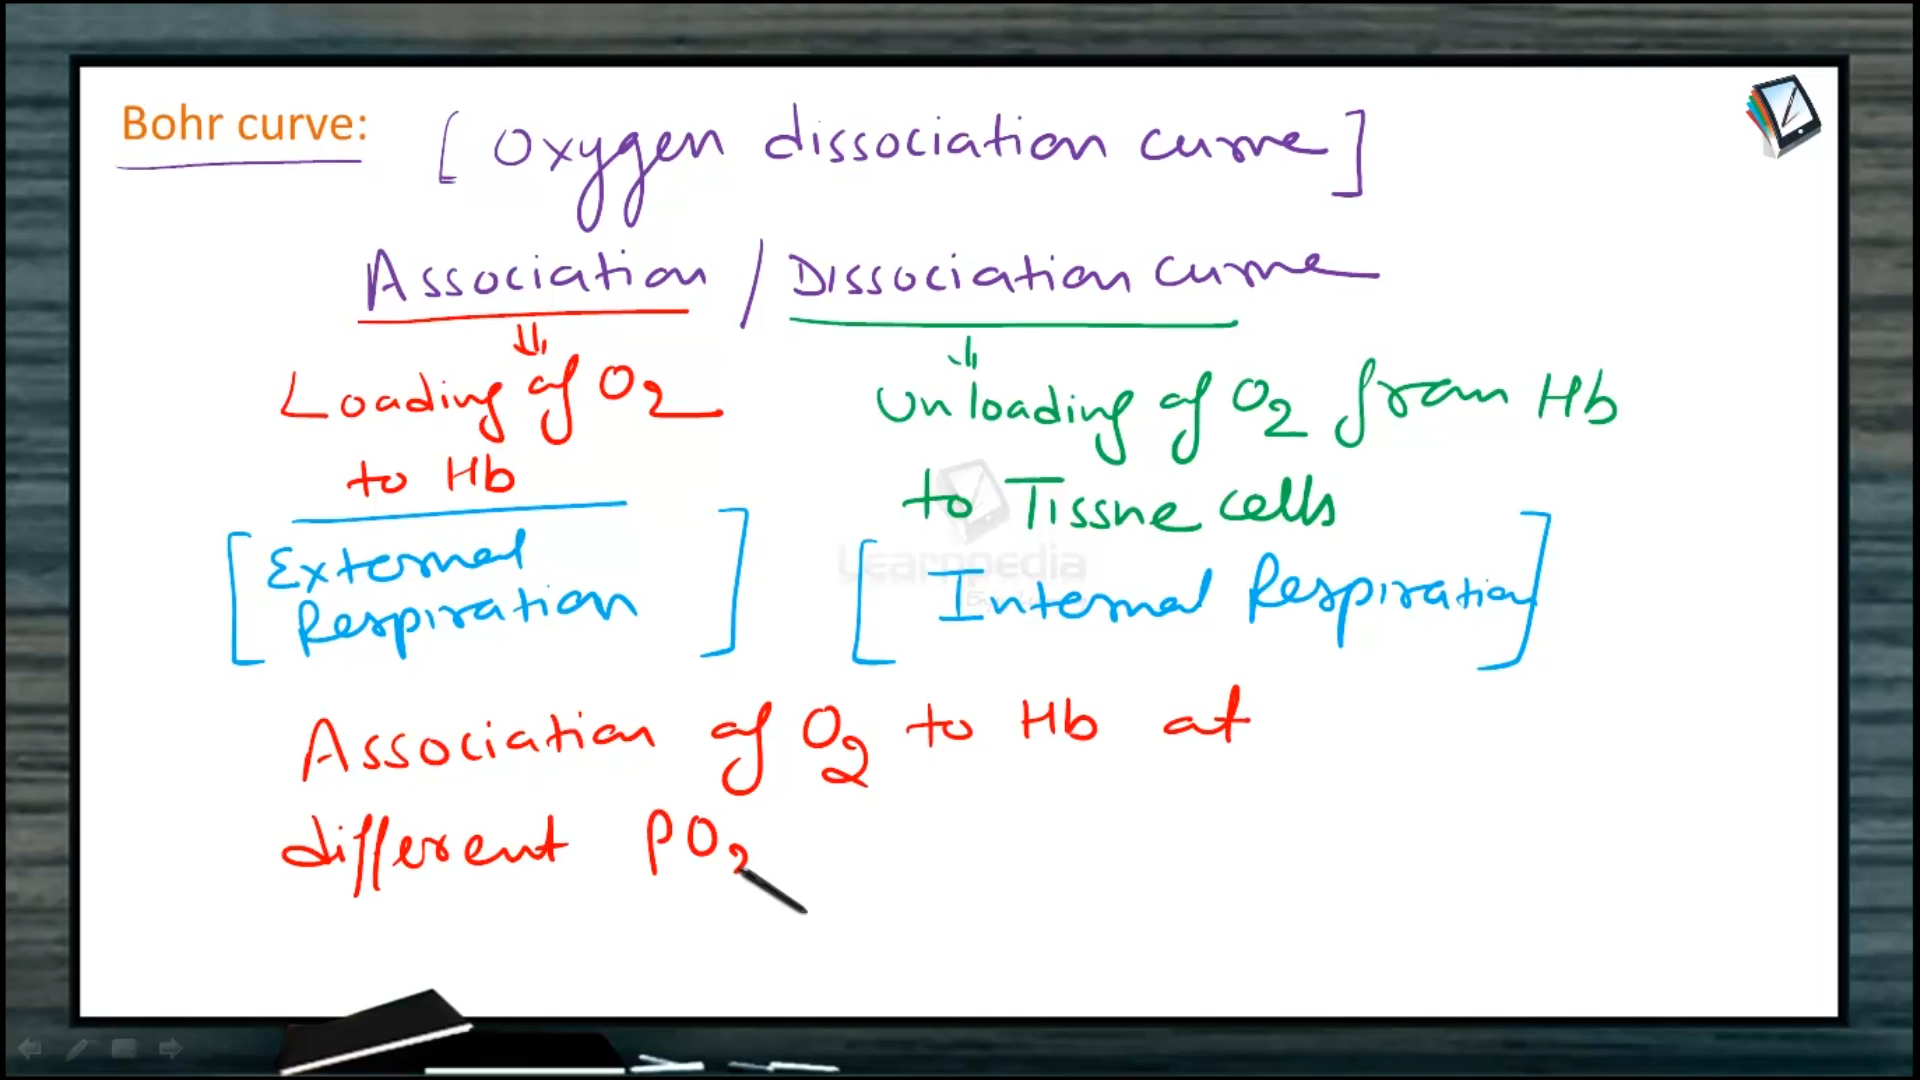 Bohr curve: [Oxygen dissociation curve]
Association / Dissociation curve
Loading of O2
to Hb
Unloading of O2 from Hb
to Tissue cells
[External
Respiration]
[Internal Respiration]
Learnpedia
Association of O2 to Hb at
different PO2